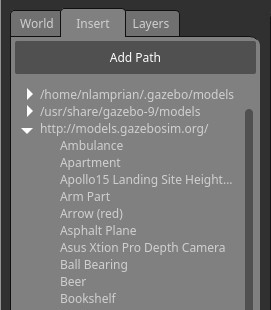 World Insert Layers
Add Path
/home/nlamprian/.gazebo/models
/usr/share/gazebo-9/models
http://models.gazebosim.org/
Ambulance
Apartment
Apollo15 Landing Site Height...
Arm Part
Arrow (red)
Asphalt Plane
Asus Xtion Pro Depth Camera
Ball Bearing
Beer
Bookshelf